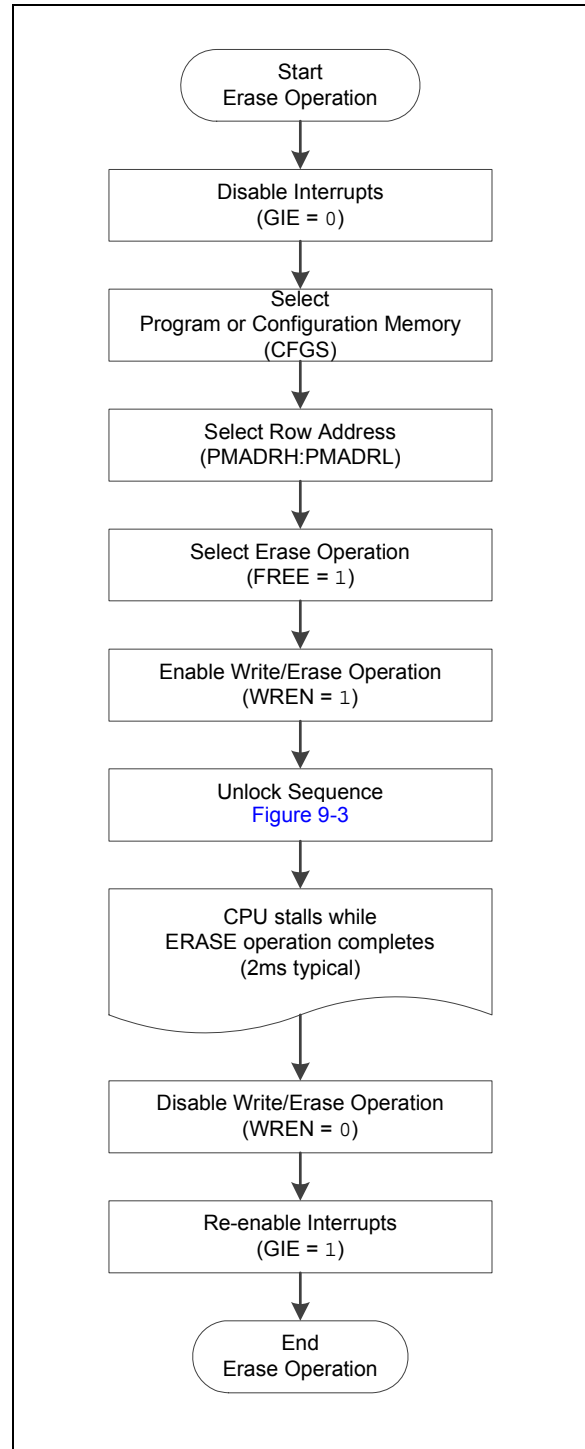 Start
Erase Operation
Disable Interrupts
(GIE = 0)
Select
Program or Configuration Memory
(CFGS)
Select Row Address
(PMADRH:PMADRL)
Select Erase Operation
(FREE = 1)
Enable Write/Erase Operation
(WREN = 1)
Unlock Sequence
Figure 9-3
CPU stalls while
ERASE operation completes
(2ms typical)
Disable Write/Erase Operation
(WREN = 0)
Re-enable Interrupts
(GIE = 1)
End
Erase Operation